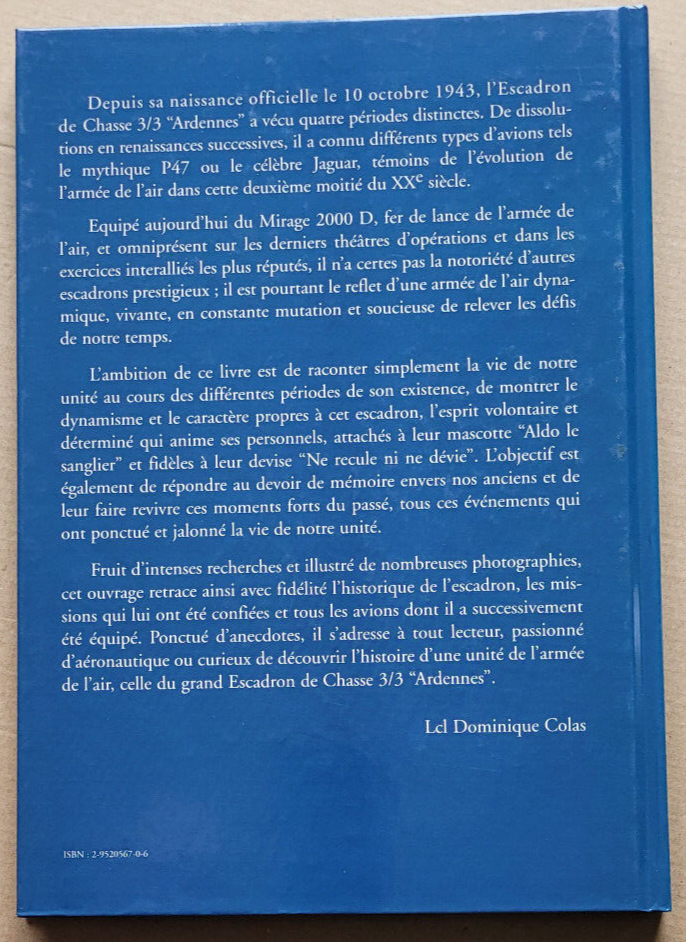 Depuis sa naissance officielle le 10 octobre 1943, l'Escadron
de Chasse 3/3 “Ardennes” a vécu quatre périodes distinctes. De dissolu-
tions en renaissances successives, il a connu différents types d'avions tels
le mythique P47 ou le célèbre Jaguar, témoins de l'évolution de
l'armée de l'air dans cette deuxième moitié du XXe siècle.
Equipé aujourd'hui du Mirage 2000 D, fer de lance de l'armée de
l'air, et omniprésent sur les derniers théâtres d'opérations et dans les
exercices interalliés les plus réputés, il n'a certes pas la notoriété d'autres
escadrons prestigieux ; il est pourtant le reflet d'une armée de l'air dyna-
mique, vivante, en constante mutation et soucieuse de relever les défis
de notre temps.
L'ambition de ce livre est de raconter simplement la vie de notre
unité au cours des différentes périodes de son existence, de montrer le
dynamisme et le caractère propres à cet escadron, l'esprit volontaire et
déterminé qui anime ses personnels, attachés à leur mascotte “Aldo le
sanglier” et fidèles à leur devise “Ne recule ni ne dévie”. L'objectif est
également de répondre au devoir de mémoire envers nos anciens et de
leur faire revivre ces moments forts du passé, tous ces événements qui
ont ponctué et jalonné la vie de notre unité.
Fruit d'intenses recherches et illustré de nombreuses photographies,
cet ouvrage retrace ainsi avec fidélité l'historique de l'escadron, les mis-
sions qui lui ont été confiées et tous les avions dont il a successivement
été équipé. Ponctué d'anecdotes, il s'adresse à tout lecteur, passionné
d'aéronautique ou curieux de découvrir l'histoire d'une unité de l'armée
de l'air, celle du grand Escadron de Chasse 3/3 “Ardennes”.
Lcl Dominique Colas
ISBN : 2-9520567-0-6